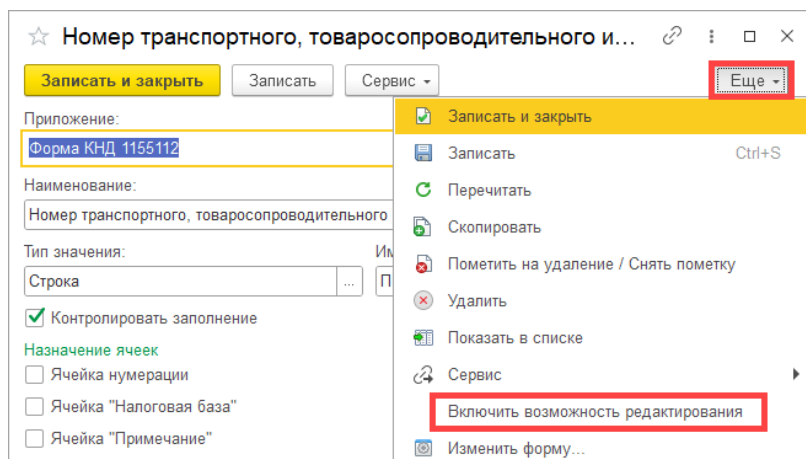 Номер транспортного, товаросопроводительного и...
Записать и закрыть Записать Сервис Еще
Приложение:
Форма КНД 1155112
Наименование:
Номер транспортного, товаросопроводительного
Тип значения:
Строка ...
Контролировать заполнение
Назначение ячеек
Ячейка нумерации
Ячейка "Налоговая база"
Ячейка "Примечание"
Записать и закрыть
Записать Ctrl+S
Перечитать
Скопировать
Пометить на удаление / Снять пометку
Удалить
Показать в списке
Сервис
Включить возможность редактирования
Изменить форму...